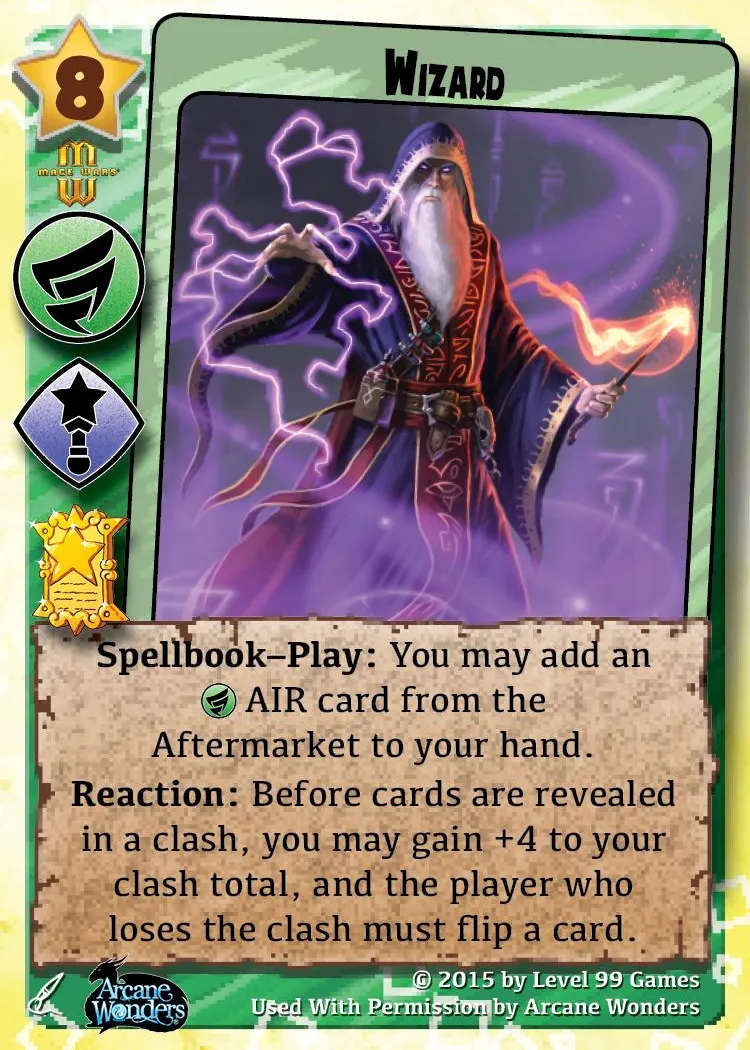 Wizard
8
M
MAGE WARS
W
Spellbook–Play: You may add an
AIR card from the
Aftermarket to your hand.
Reaction: Before cards are revealed
in a clash, you may gain +4 to your
clash total, and the player who
loses the clash must flip a card.
Arcane
Wonders®
© 2015 by Level 99 Games
Used With Permission by Arcane Wonders